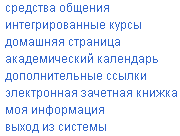 средства общения
интегрированные курсы
домашняя страница
академический календарь
дополнительные ссылки
электронная зачетная книжка
моя информация
выход из системы